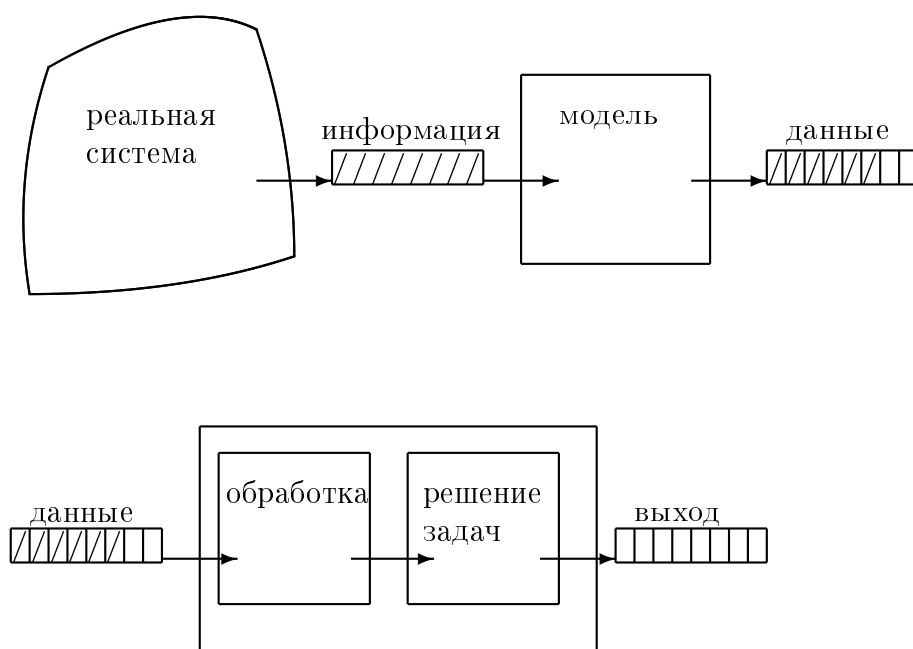 реальная
система
информация
модель
данные
данные
обработка
решение
задач
выход